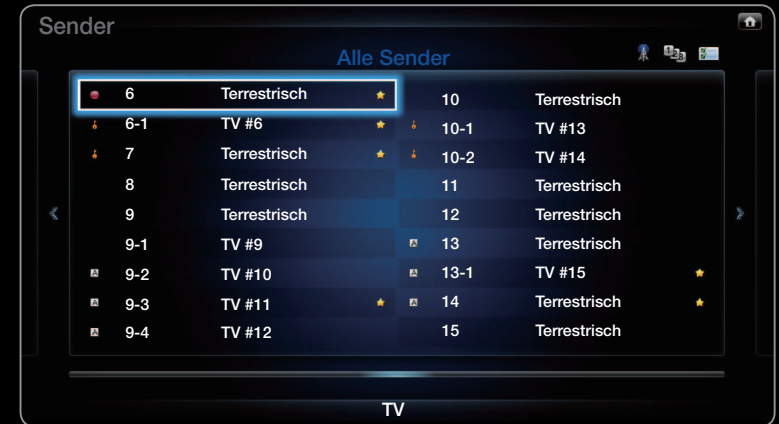 Sender
Alle Sender
6 Terrestrisch
6-1 TV #6
7 Terrestrisch
8 Terrestrisch
9 Terrestrisch
9-1 TV #9
A 9-2 TV #10
A 9-3 TV #11
A 9-4 TV #12
10 Terrestrisch
10-1 TV #13
10-2 TV #14
11 Terrestrisch
12 Terrestrisch
A 13 Terrestrisch
A 13-1 TV #15
A 14 Terrestrisch
15 Terrestrisch
TV